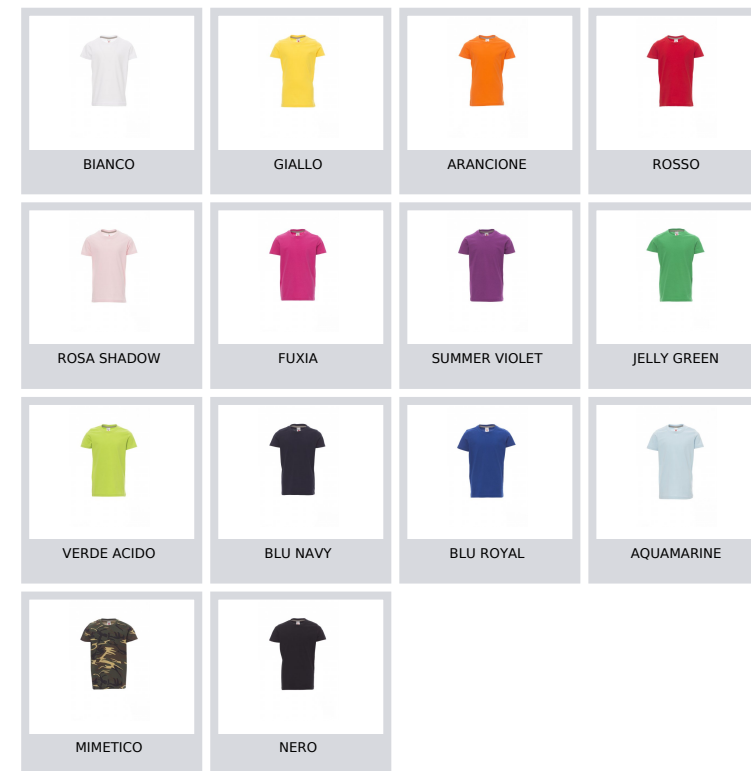 BIANCO
GIALLO
ARANCIONE
ROSSO
ROSA SHADOW
FUXIA
SUMMER VIOLET
JELLY GREEN
VERDE ACIDO
BLU NAVY
BLU ROYAL
AQUAMARINE
MIMETICO
NERO